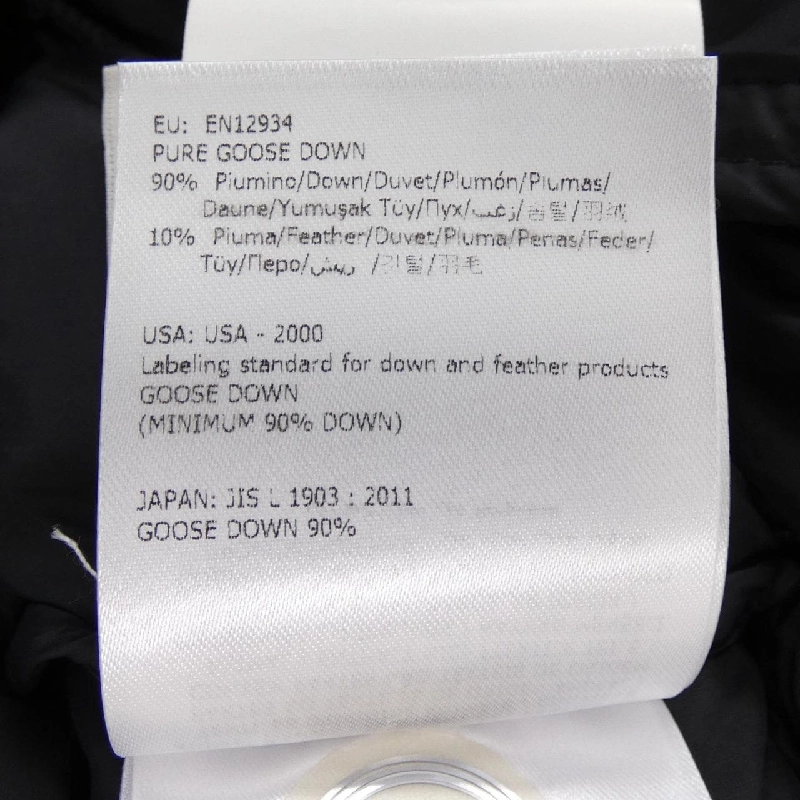 EU: EN12934
PURE GOOSE DOWN
90% Piumino/Down/Duvet/Plumón/Plumas/
Daune/Yumuşak Tüy/Пух/زغب/솜털/羽绒
10% Piuma/Feather/Duvet/Pluma/Penas/Feder/
Tüy/Перо/ريش /깃털/羽毛
USA: USA - 2000
Labeling standard for down and feather products
GOOSE DOWN
(MINIMUM 90% DOWN)
JAPAN: JIS L 1903 : 2011
GOOSE DOWN 90%